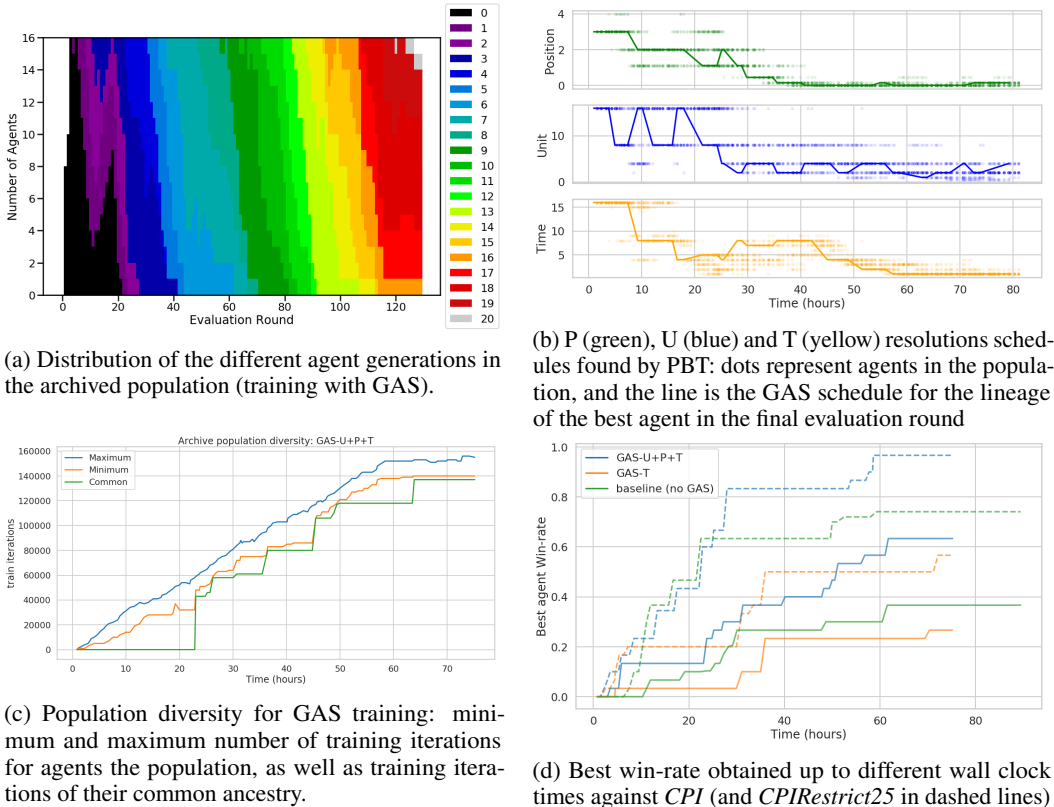 16
14
12
10
8
6
4
2
0
Number of Agents
0
20
40
60
80
100
120
Evaluation Round
0
1
2
3
4
5
6
7
8
9
10
11
12
13
14
15
16
17
18
19
20
(a) Distribution of the different agent generations in
the archived population (training with GAS).
4
2
0
Position
10
0
Unit
15
10
5
Time
0
10
20
30
40
50
60
70
80
Time (hours)
(b) P (green), U (blue) and T (yellow) resolutions sched-
ules found by PBT: dots represent agents in the popula-
tion, and the line is the GAS schedule for the lineage
of the best agent in the final evaluation round
Archive population diversity: GAS-U+P+T
Maximum
Minimum
Common
160000
140000
120000
100000
80000
60000
40000
20000
0
train iterations
0
10
20
30
40
50
60
70
Time (hours)
(c) Population diversity for GAS training: mini-
mum and maximum number of training iterations
for agents the population, as well as training itera-
tions of their common ancestry.
GAS-U+P+T
GAS-T
baseline (no GAS)
1.0
0.8
0.6
0.4
0.2
0.0
Best agent Win-rate
0
20
40
60
80
Time (hours)
(d) Best win-rate obtained up to different wall clock
times against CPI (and CPIRestrict25 in dashed lines)